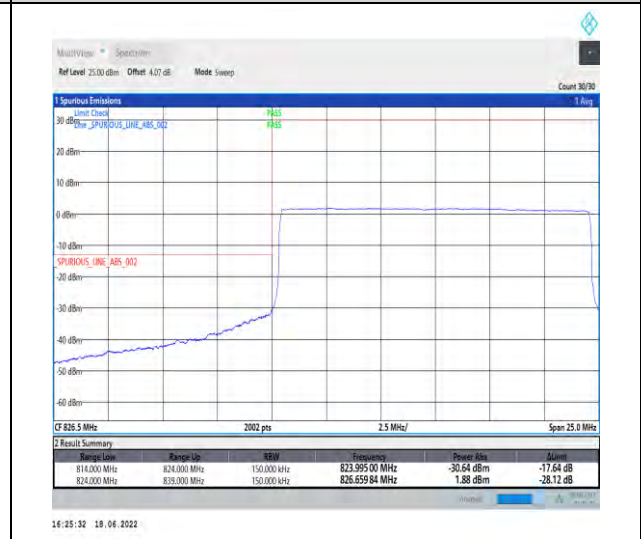 MultiView Spectrum
Ref Level 25.00 dBm Offset 4.07 dB Mode Sweep
Count 30/30
1 Spurious Emissions 1 Avg
Limit Check PASS
30 dBm Line _SPURIOUS_LINE_ABS_002 PASS
20 dBm
10 dBm
0 dBm
-10 dBm
_SPURIOUS_LINE_ABS_002
-20 dBm
-30 dBm
-40 dBm
-50 dBm
-60 dBm
CF 826.5 MHz 2002 pts 2.5 MHz/ Span 25.0 MHz
2 Result Summary
Range Low Range Up RBW Frequency Power Abs ΔLimit
814.000 MHz 824.000 MHz 150.000 kHz 823.99500 MHz -30.64 dBm -17.64 dB
824.000 MHz 839.000 MHz 150.000 kHz 826.65984 MHz 1.88 dBm -28.12 dB
16:25:32 18.06.2022